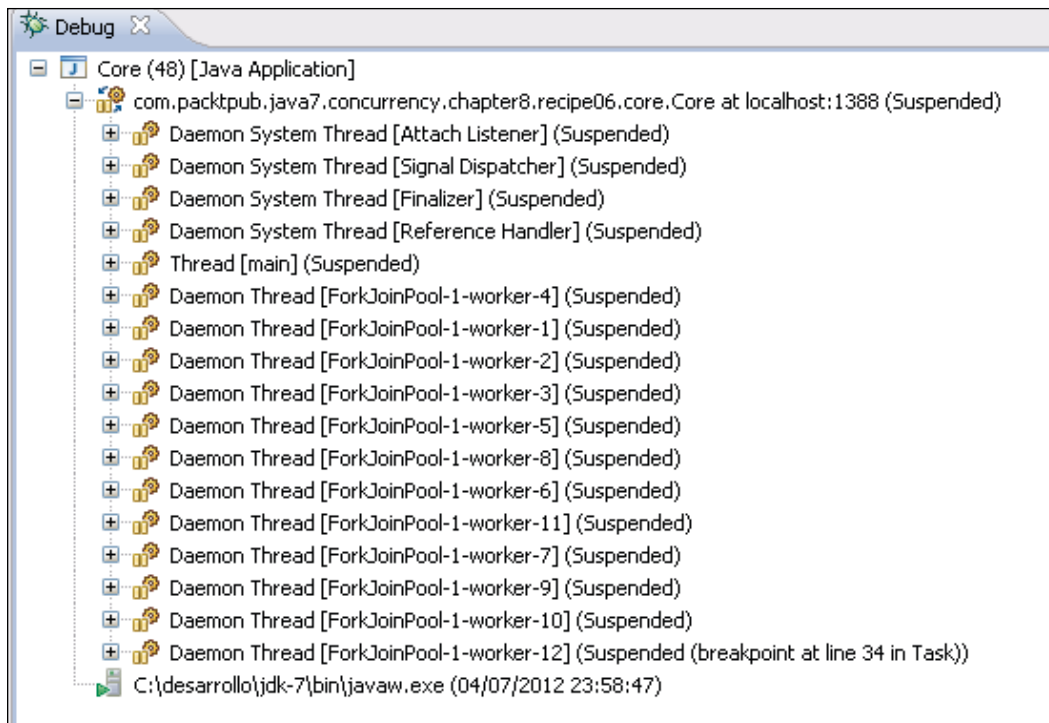 Debug
Core (48) [Java Application]
com.packtpub.java7.concurrency.chapter8.recipe06.core.Core at localhost:1388 (Suspended)
Daemon System Thread [Attach Listener] (Suspended)
Daemon System Thread [Signal Dispatcher] (Suspended)
Daemon System Thread [Finalizer] (Suspended)
Daemon System Thread [Reference Handler] (Suspended)
Thread [main] (Suspended)
Daemon Thread [ForkJoinPool-1-worker-4] (Suspended)
Daemon Thread [ForkJoinPool-1-worker-1] (Suspended)
Daemon Thread [ForkJoinPool-1-worker-2] (Suspended)
Daemon Thread [ForkJoinPool-1-worker-3] (Suspended)
Daemon Thread [ForkJoinPool-1-worker-5] (Suspended)
Daemon Thread [ForkJoinPool-1-worker-8] (Suspended)
Daemon Thread [ForkJoinPool-1-worker-6] (Suspended)
Daemon Thread [ForkJoinPool-1-worker-11] (Suspended)
Daemon Thread [ForkJoinPool-1-worker-7] (Suspended)
Daemon Thread [ForkJoinPool-1-worker-9] (Suspended)
Daemon Thread [ForkJoinPool-1-worker-10] (Suspended)
Daemon Thread [ForkJoinPool-1-worker-12] (Suspended (breakpoint at line 34 in Task))
C:\desarrollo\jdk-7\bin\javaw.exe (04/07/2012 23:58:47)